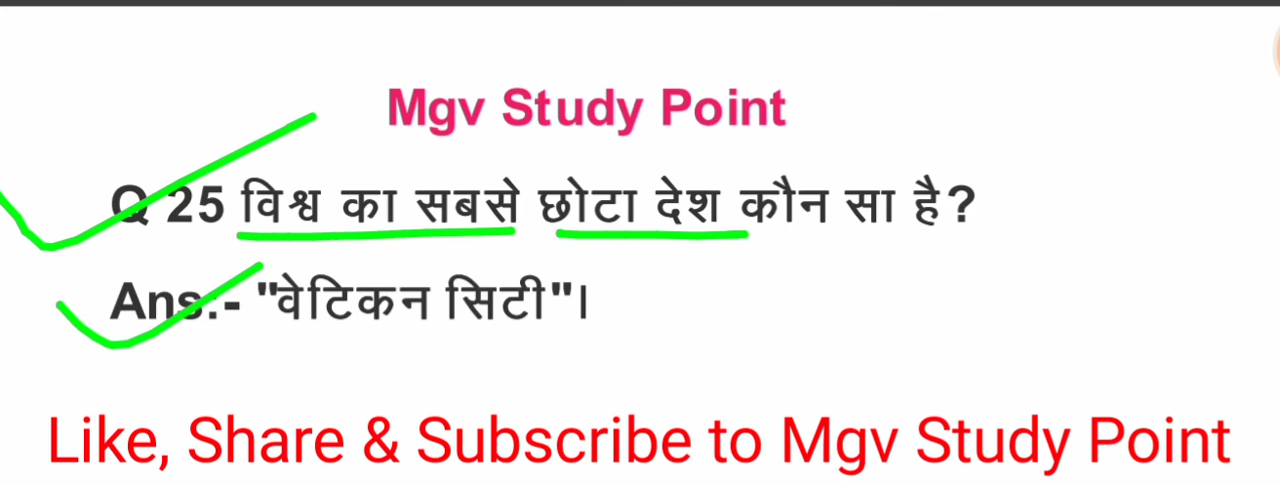 Mgv Study Point
Q 25 विश्व का सबसे छोटा देश कौन सा है?
Ans:- "वेटिकन सिटी"।
Like, Share & Subscribe to Mgv Study Point